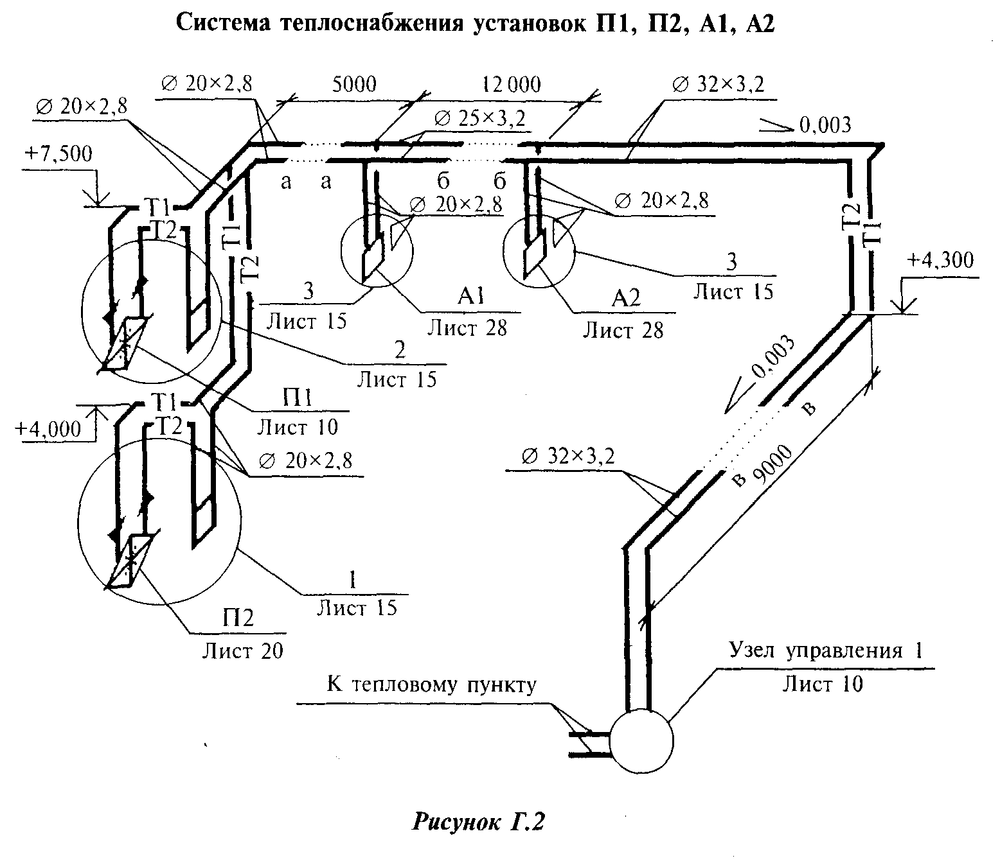 Система теплоснабжения установок П1, П2, А1, А2
∅ 20×2,8
5000
12 000
∅ 32×3,2
∅ 20×2,8
∅ 25×3,2
0,003
+7,500
а
а
б
б
Т1
∅ 20×2,8
∅ 20×2,8
Т2
Т1
Т2
Т1
Т2
+4,300
3
Лист 15
А1
Лист 28
А2
Лист 28
3
Лист 15
2
Лист 15
0,003
П1
Лист 10
Т1
Т2
+4,000
∅ 20×2,8
∅ 32×3,2
в
в
9000
1
Лист 15
П2
Лист 20
Узел управления 1
Лист 10
К тепловому пункту
Рисунок Г.2